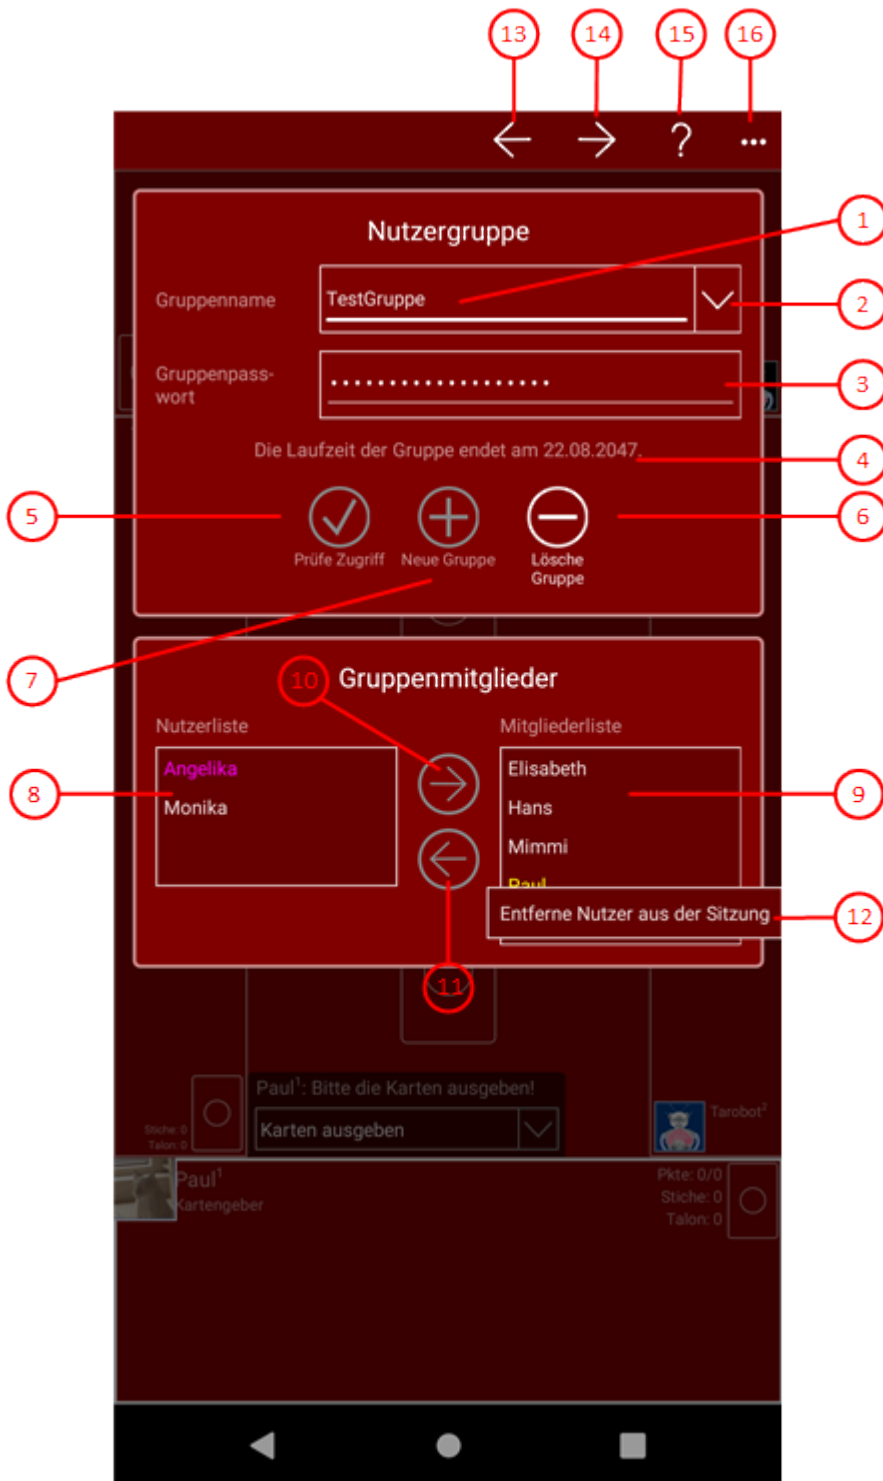 13 14 15 16
?
Nutzergruppe
1
Gruppenname
TestGruppe
2
Gruppenpass-
wort
3
Die Laufzeit der Gruppe endet am 22.08.2047.
4
5
6
Prüfe Zugriff
Neue Gruppe
Lösche
Gruppe
7
10
Gruppenmitglieder
Nutzerliste
Mitgliederliste
Angelika
Elisabeth
8
9
Monika
Hans
Mimmi
Paul
Entferne Nutzer aus der Sitzung
12
11
Paul¹: Bitte die Karten ausgeben!
Karten ausgeben
Stiche: 0
Talon: 0
Tarobot²
Paul¹
Kartengeber
Pkte: 0/0
Stiche: 0
Talon: 0